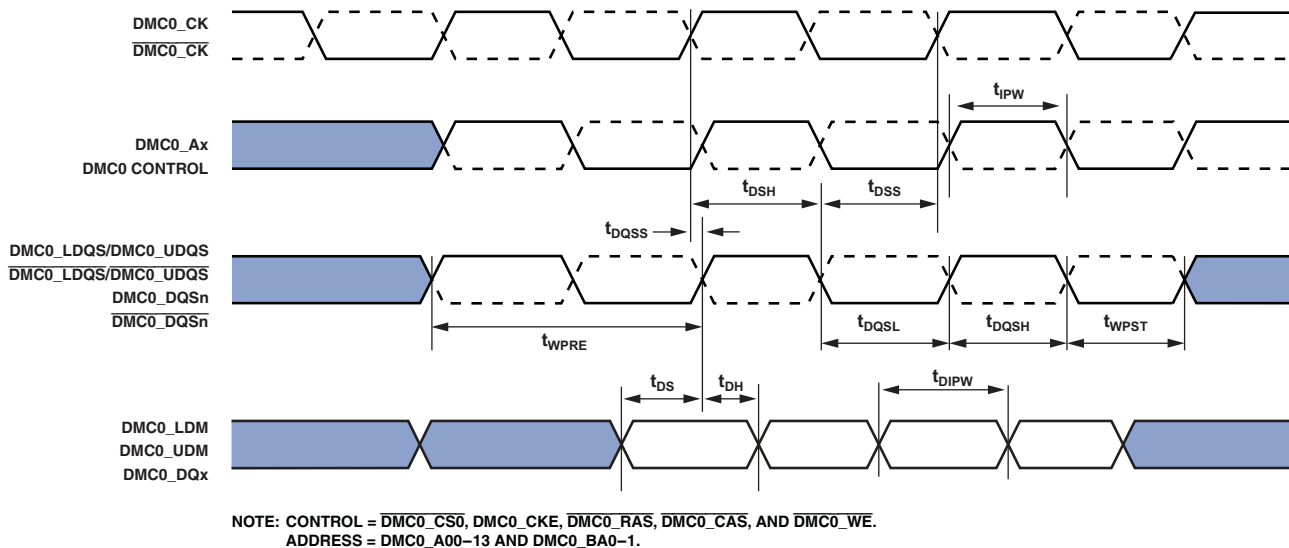 DMC0_CK
DMC0_CK
tIPW
DMC0_Ax
DMC0 CONTROL
tDSH
tDSS
tDQSS
DMC0_LDQS/DMC0_UDQS
DMC0_LDQS/DMC0_UDQS
DMC0_DQSn
DMC0_DQSn
tWPRE
tDQSL
tDQSH
tWPST
tDS
tDH
tDIPW
DMC0_LDM
DMC0_UDM
DMC0_DQx
NOTE: CONTROL = DMC0_CS0, DMC0_CKE, DMC0_RAS, DMC0_CAS, AND DMC0_WE.
ADDRESS = DMC0_A00–13 AND DMC0_BA0–1.